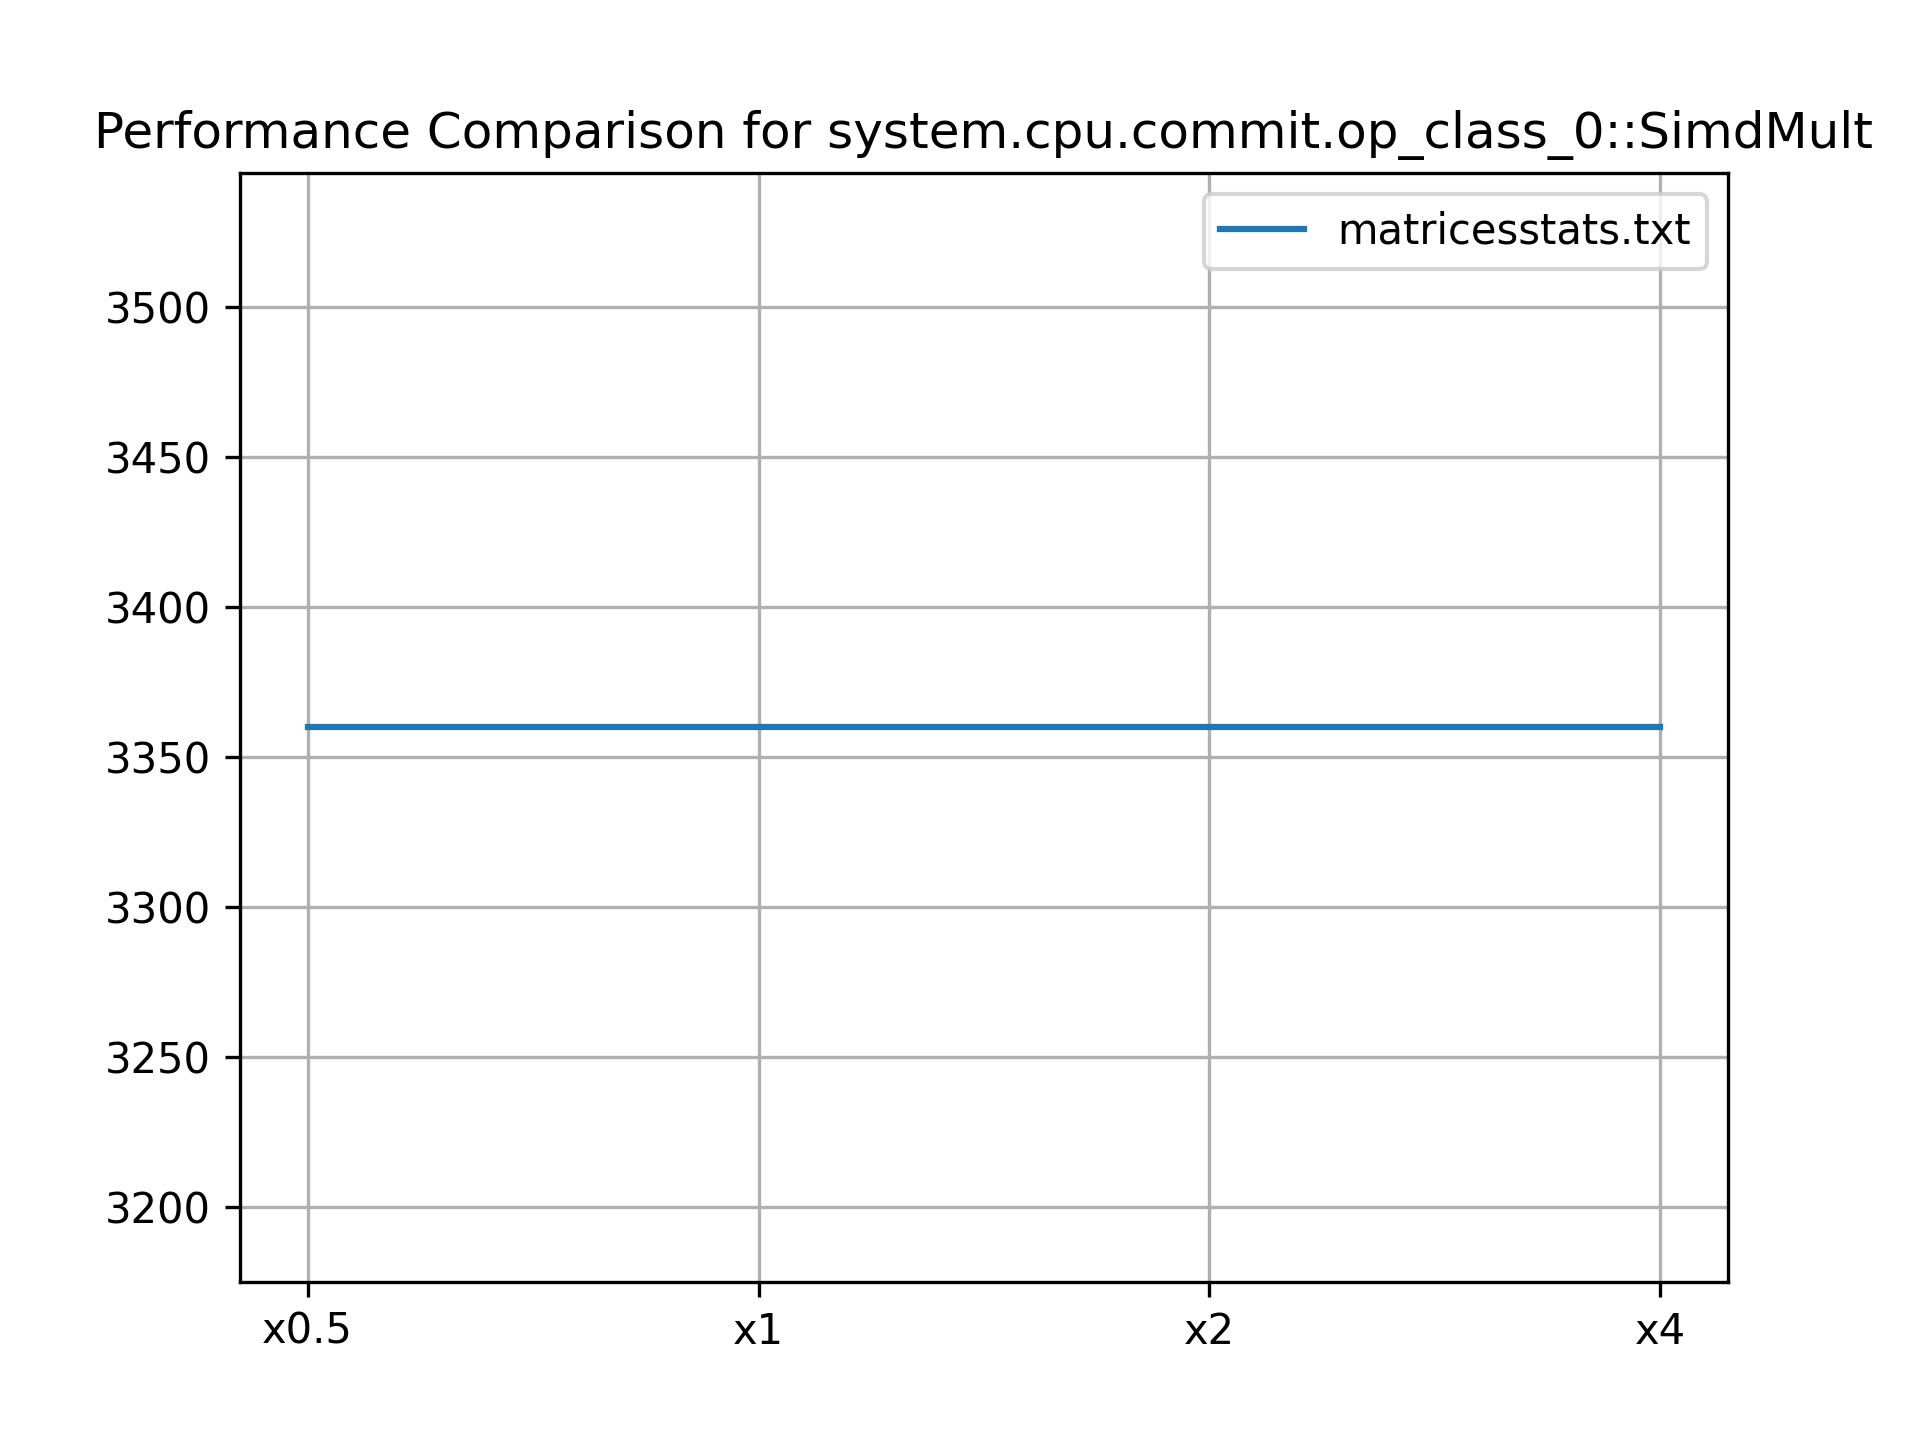 Performance Comparison for system.cpu.commit.op_class_0::SimdMult
matricesstats.txt
3500
3450
3400
3350
3300
3250
3200
x0.5
x1
x2
x4